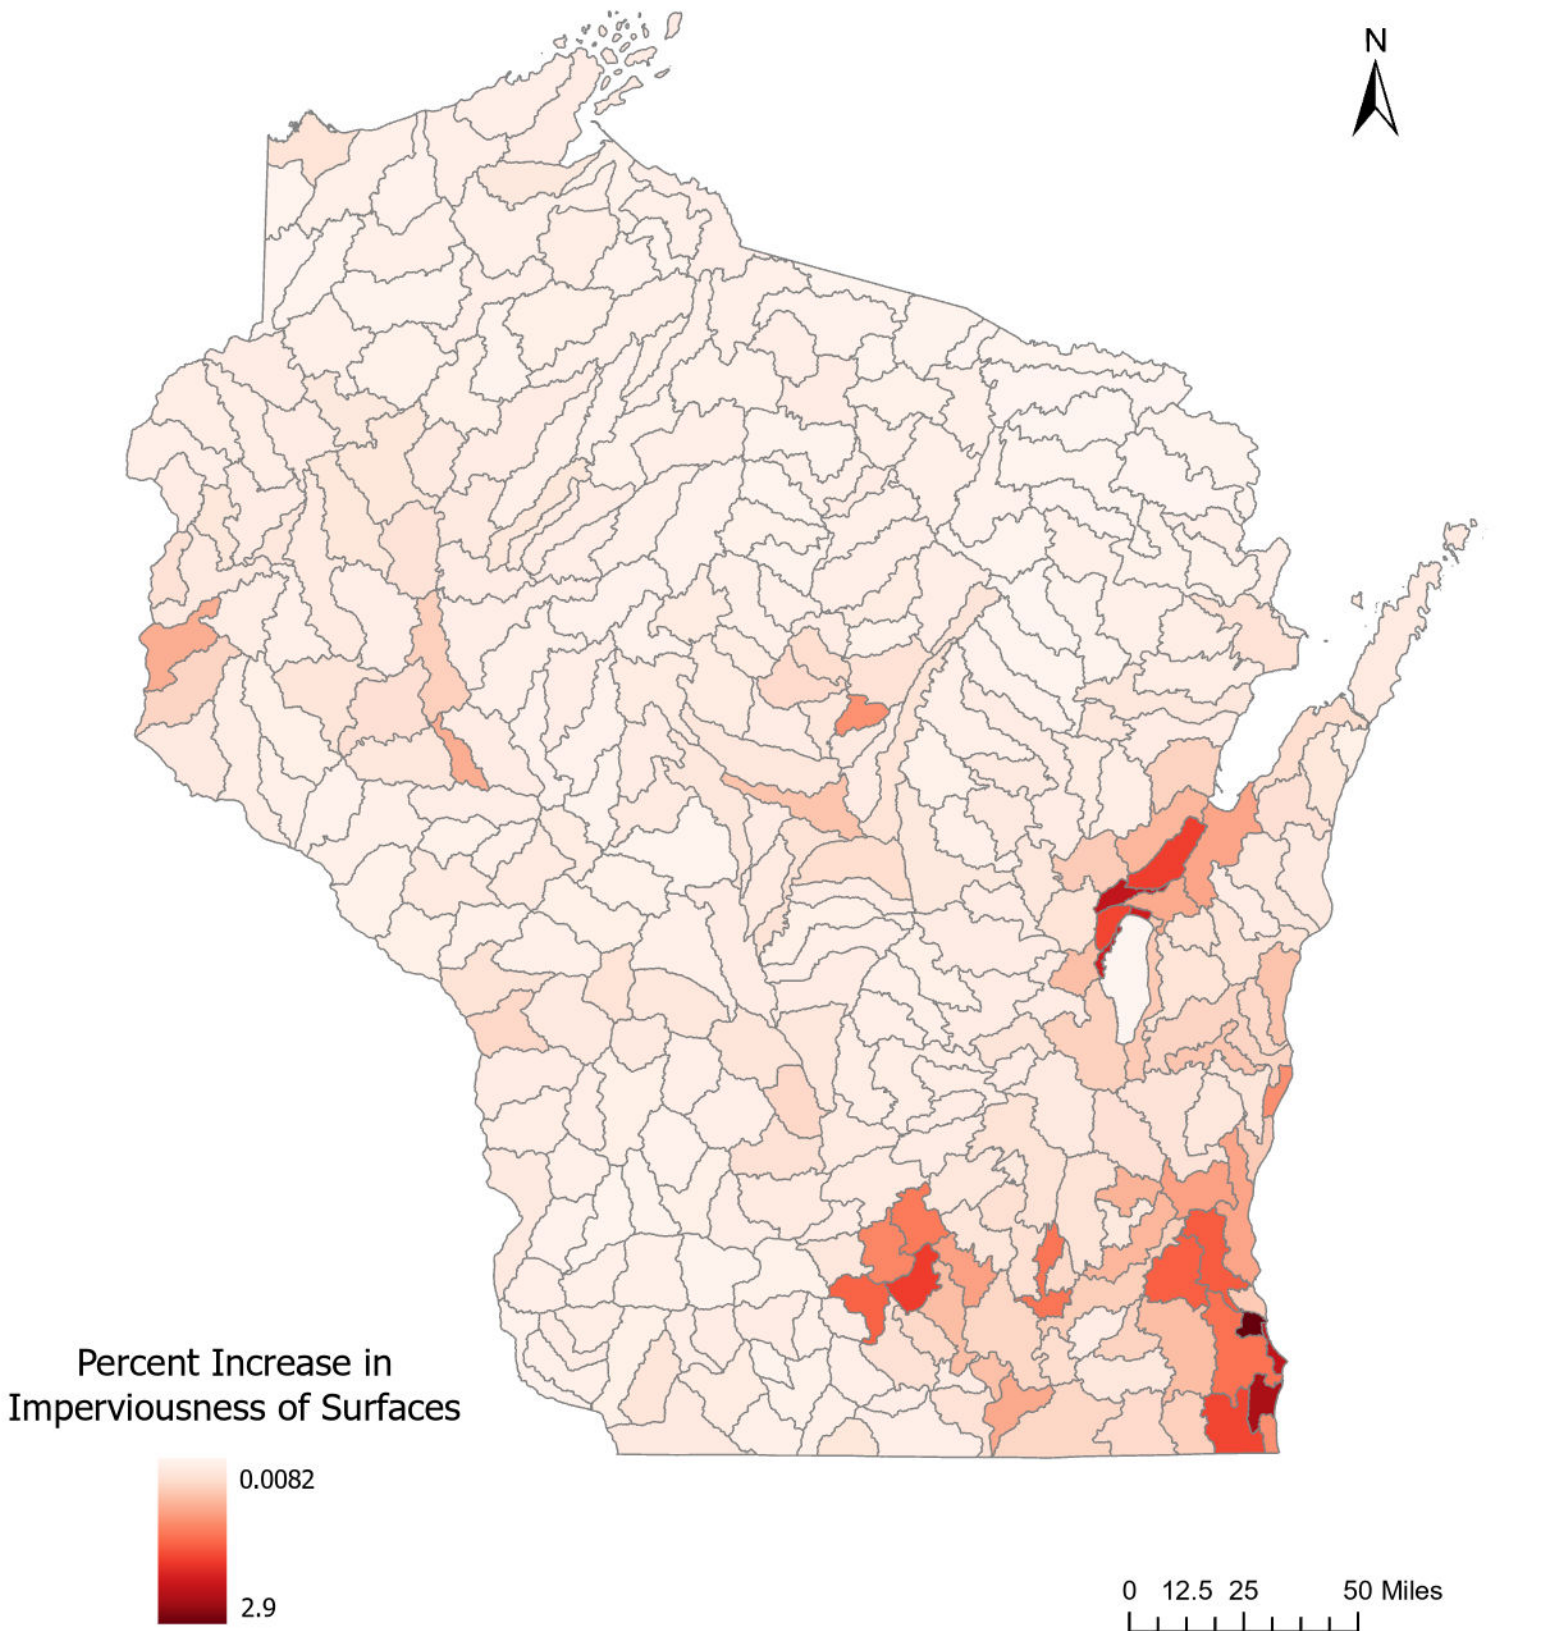 N
Percent Increase in
Imperviousness of Surfaces
0.0082
2.9
0 12.5 25 50 Miles